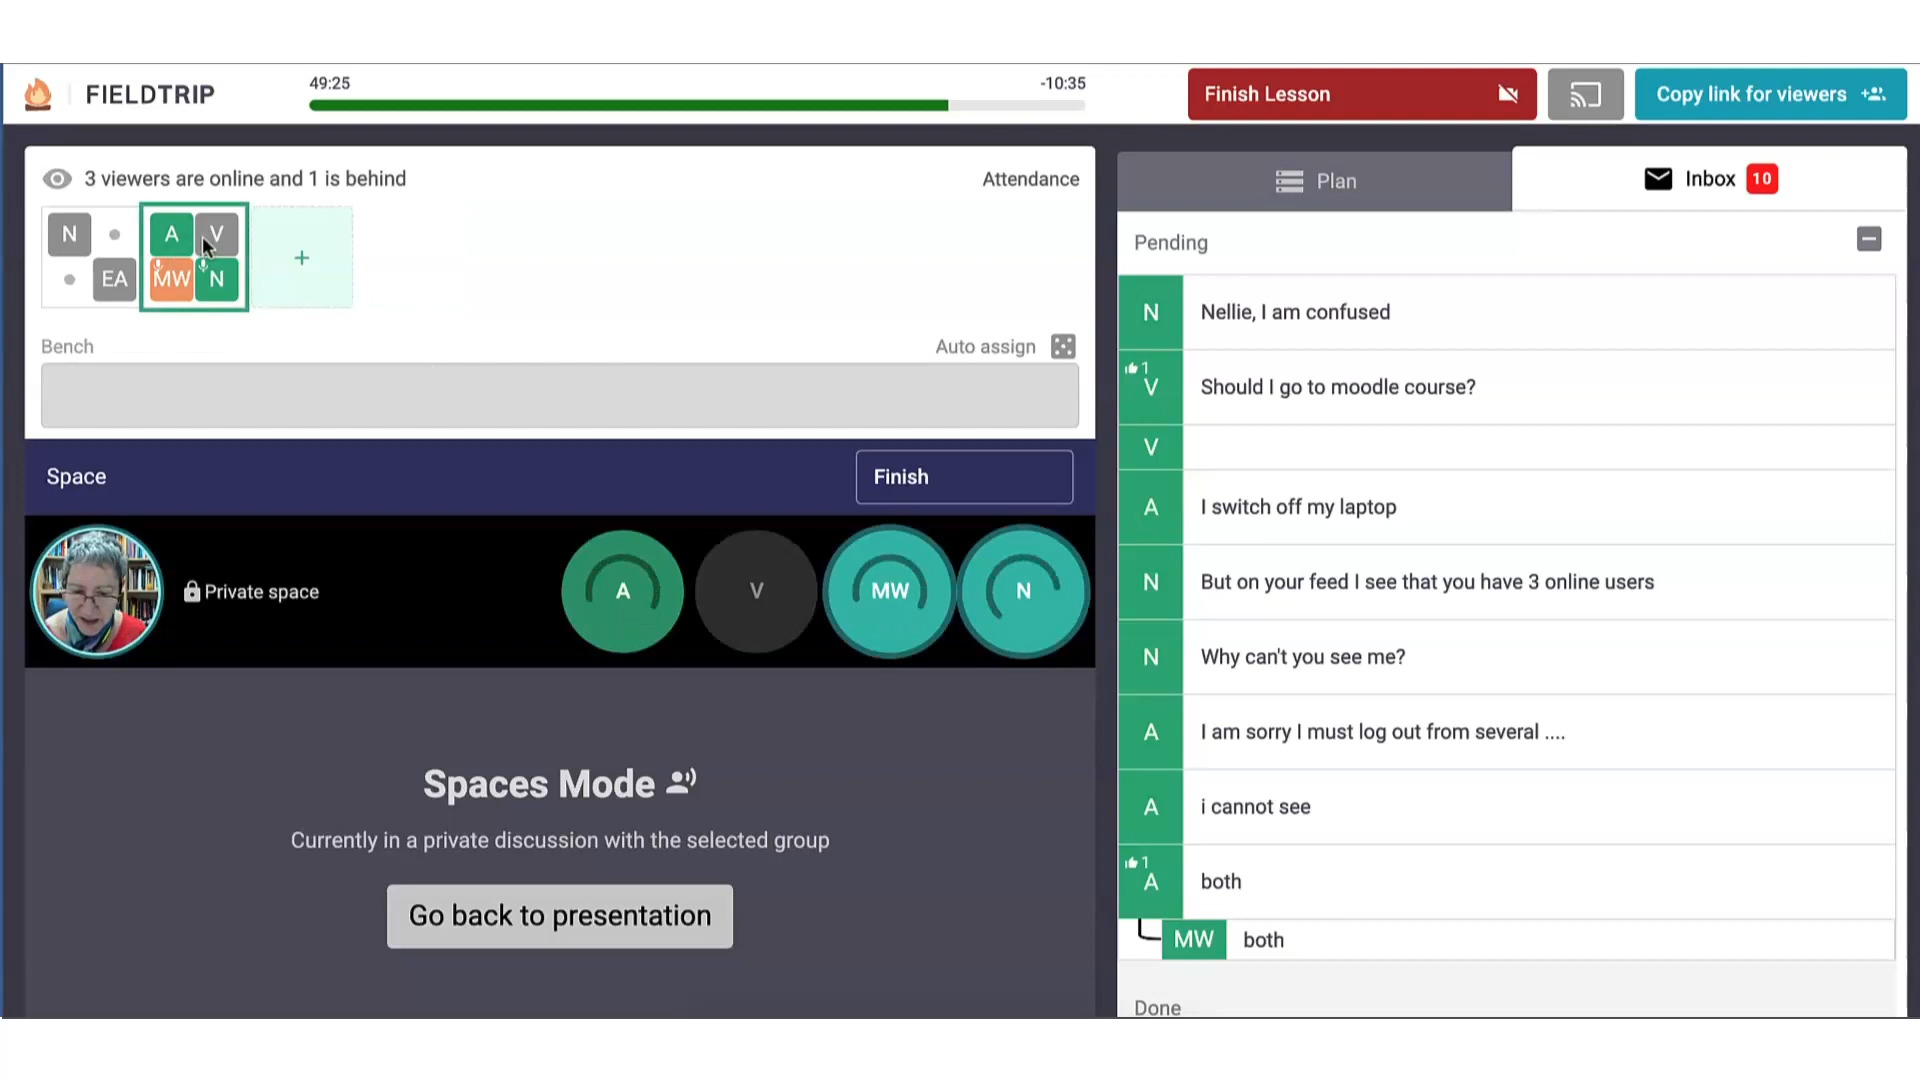 FIELDTRIP
49:25
-10:35
Finish Lesson
Copy link for viewers
3 viewers are online and 1 is behind
Attendance
N
A
V
EA
MW
N
+
Bench
Auto assign
Space
Finish
Private space
A
V
MW
N
Spaces Mode
Currently in a private discussion with the selected group
Go back to presentation
Plan
Inbox 10
Pending
N Nellie, I am confused
1
V Should I go to moodle course?
V
A I switch off my laptop
N But on your feed I see that you have 3 online users
N Why can't you see me?
A I am sorry I must log out from several ....
A i cannot see
1
A both
MW both
Done